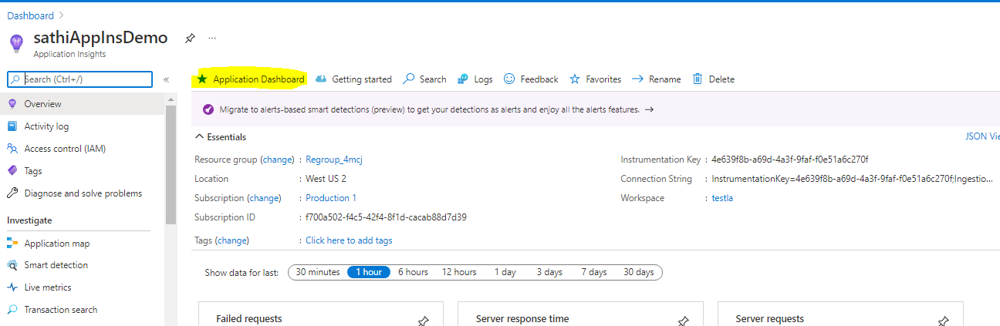 Dashboard
sathiAppInsDemo
...
Application Insights
Search (Ctrl+/)
«
Application Dashboard
Getting started
Search
Logs
Feedback
Favorites
Rename
Delete
Overview
Activity log
Access control (IAM)
Tags
Diagnose and solve problems
Investigate
Application map
Smart detection
Live metrics
Transaction search
Migrate to alerts-based smart detections (preview) to get your detections as alerts and enjoy all the alerts features. →
Essentials
JSON Vie
Resource group (change) : Regroup_4mcj
Location : West US 2
Subscription (change) : Production 1
Subscription ID : f700a502-f4c5-42f4-8f1d-cacab88d7d39
Tags (change) : Click here to add tags
Instrumentation Key : 4e639f8b-a69d-4a3f-9faf-f0e51a6c270f
Connection String : InstrumentationKey=4e639f8b-a69d-4a3f-9faf-f0e51a6c270f;Ingestio...
Workspace : testla
Show data for last: 30 minutes 1 hour 6 hours 12 hours 1 day 3 days 7 days 30 days
Failed requests
Server response time
Server requests